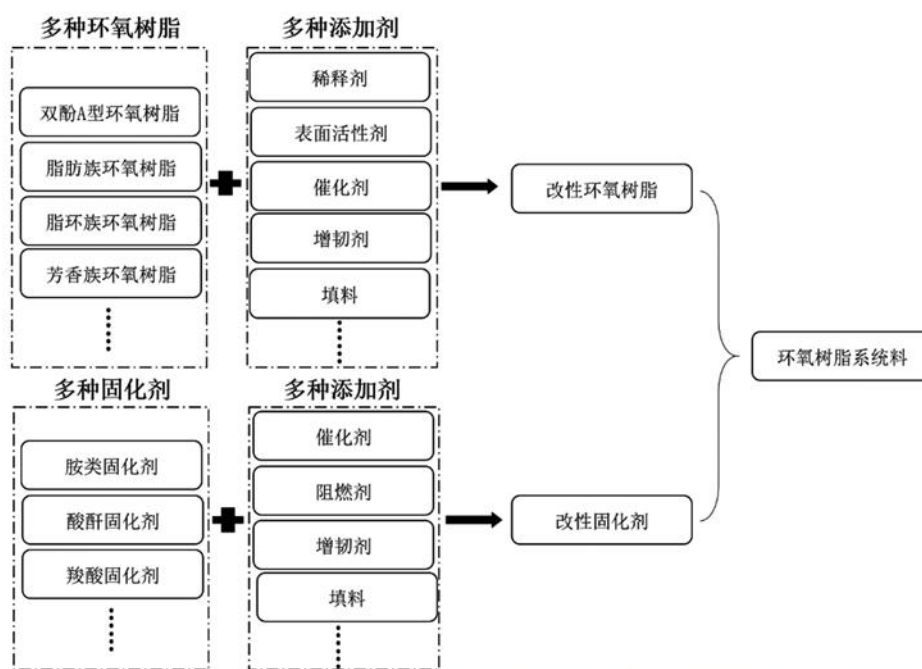 多种环氧树脂
双酚A型环氧树脂
脂肪族环氧树脂
脂环族环氧树脂
芳香族环氧树脂
多种添加剂
稀释剂
表面活性剂
催化剂
增韧剂
填料
改性环氧树脂
多种固化剂
胺类固化剂
酸酐固化剂
羧酸固化剂
多种添加剂
催化剂
阻燃剂
增韧剂
填料
改性固化剂
环氧树脂系统料